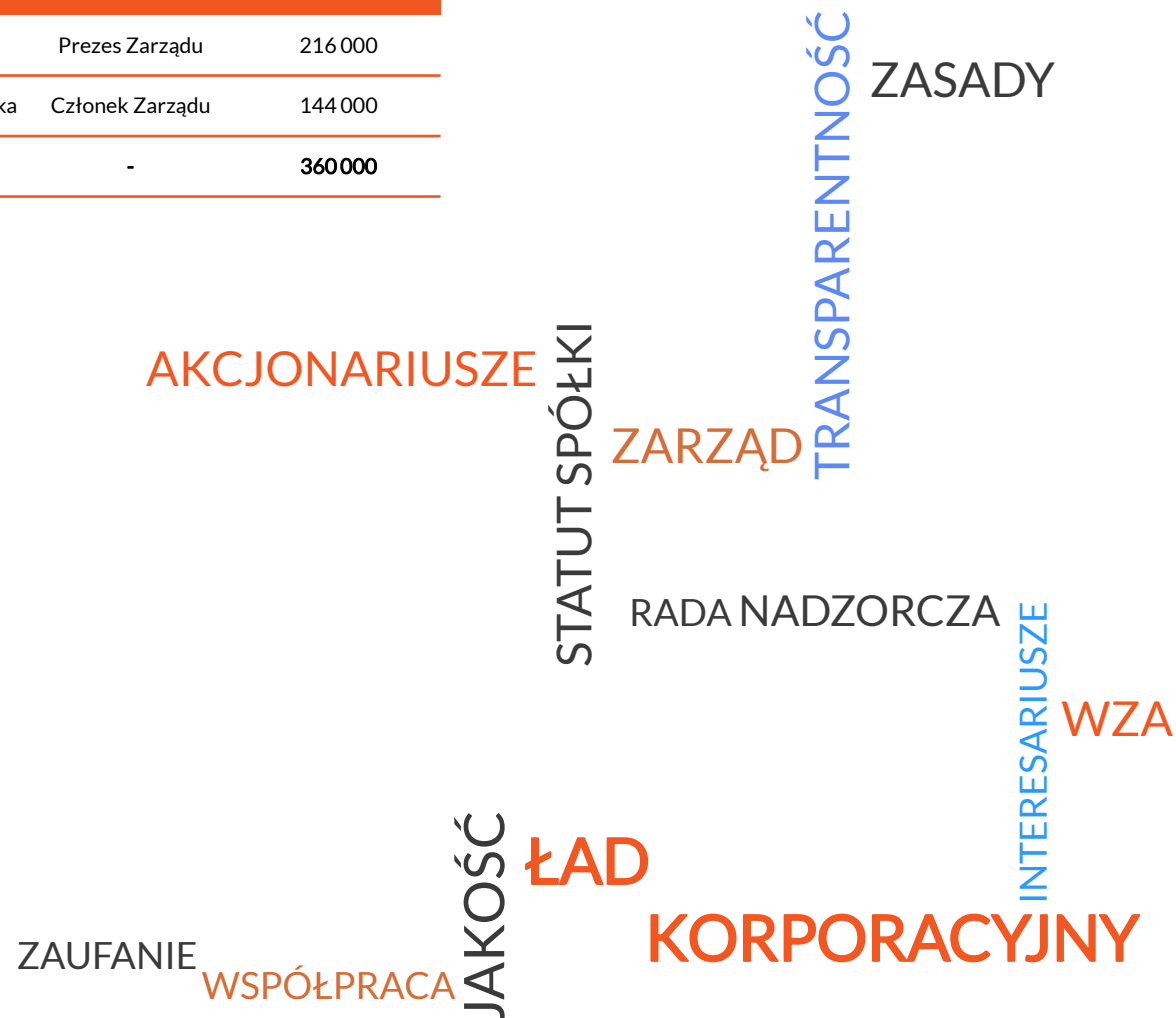 Prezes Zarządu 216 000
ka Członek Zarządu 144 000
- 360 000
TRANSPARENTNOŚĆ
ZASADY
AKCJONARIUSZE
STATUT SPÓŁKI
ZARZĄD
RADA NADZORCZA
INTERESARIUSZE
WZA
JAKOŚĆ
ŁAD
KORPORACYJNY
ZAUFANIE
WSPÓŁPRACA